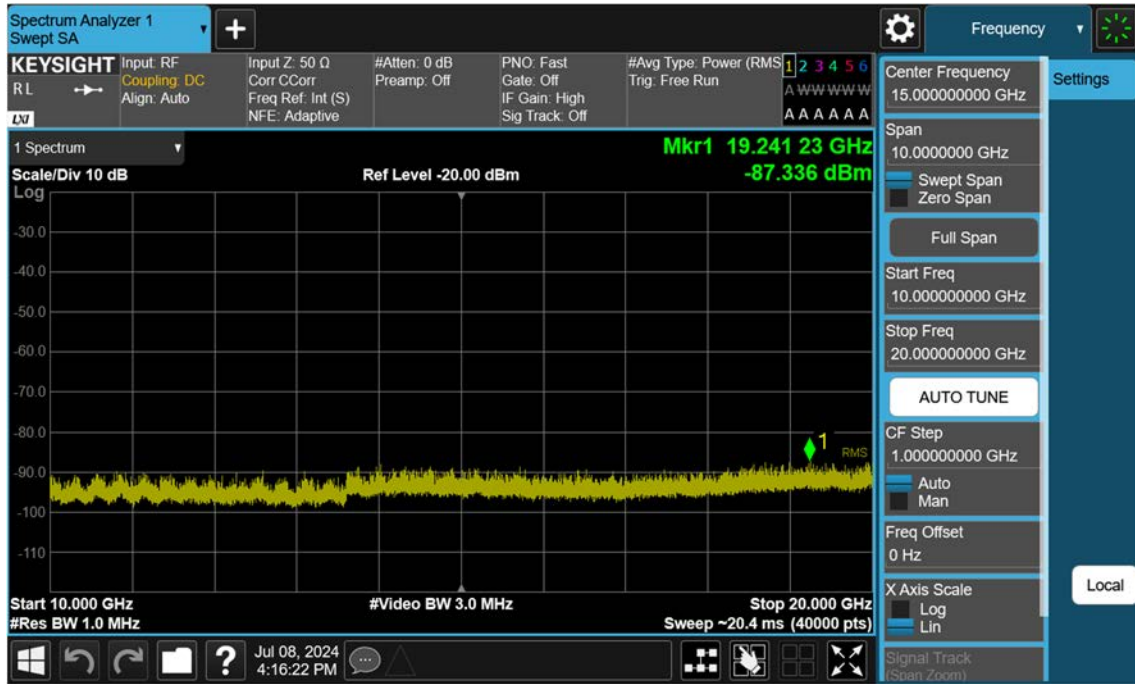 Spectrum Analyzer 1
Swept SA
Frequency
KEYSIGHT
R L
LXI
Input: RF
Coupling: DC
Align: Auto
Input Z: 50 Ω
Corr CCorr
Freq Ref: Int (S)
NFE: Adaptive
#Atten: 0 dB
Preamp: Off
PNO: Fast
Gate: Off
IF Gain: High
Sig Track: Off
#Avg Type: Power (RMS
Trig: Free Run
1 2 3 4 5 6
A W W W W W
A A A A A A
1 Spectrum
Scale/Div 10 dB
Ref Level -20.00 dBm
Mkr1 19.241 23 GHz
-87.336 dBm
Log
-30.0
-40.0
-50.0
-60.0
-70.0
-80.0
-90.0
-100
-110
1
RMS
Start 10.000 GHz
#Video BW 3.0 MHz
Stop 20.000 GHz
#Res BW 1.0 MHz
Sweep ~20.4 ms (40000 pts)
Center Frequency
15.000000000 GHz
Span
10.0000000 GHz
Swept Span
Zero Span
Full Span
Start Freq
10.000000000 GHz
Stop Freq
20.000000000 GHz
AUTO TUNE
CF Step
1.000000000 GHz
Auto
Man
Freq Offset
0 Hz
X Axis Scale
Log
Lin
Signal Track
(Span Zoom)
Settings
Local
?
Jul 08, 2024
4:16:22 PM